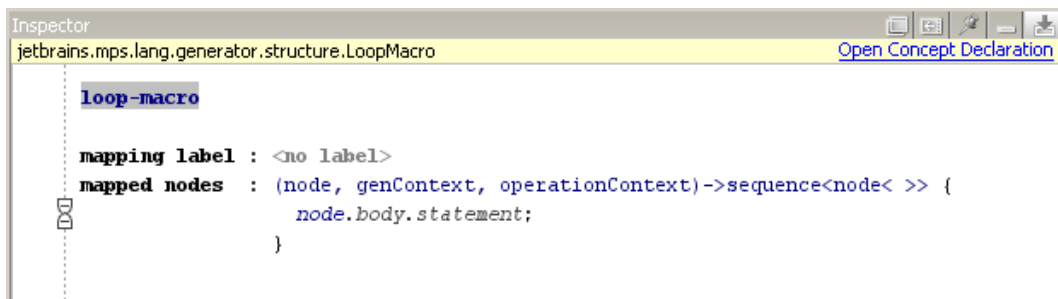 Inspector
jetbrains.mps.lang.generator.structure.LoopMacro Open Concept Declaration
loop-macro
mapping label : <no label>
mapped nodes : (node, genContext, operationContext)->sequence<node< >> {
node.body.statement;
}